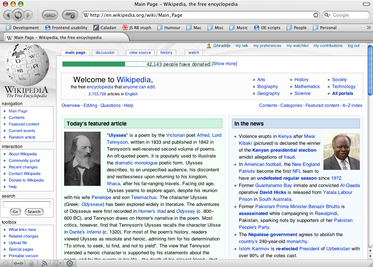 Main Page - Wikipedia, the free encyclopedia
http://en.wikipedia.org/wiki/Main_Page
Development Frontend usability Caladan JS RB stuph Humour Mac Misc Music OE scripts People Personal
Main Page - Wikipedia, the free encyclopedia
my talk my preferences my watchlist my contributions log out
main page discussion view source history watch
42,143 people have donated [Show more]
WIKIPEDIA
The Free Encyclopedia
Welcome to Wikipedia,
the free encyclopedia that anyone can edit.
articles in English
Arts
Biography
Geography
History
Mathematics
Science
Society
Technology
All portals
Overview · Editing · Questions · Help
Contents · Categories · Featured content · A–Z index
navigation
Main Page
Contents
Featured content
Current events
Random article
interaction
About Wikipedia
Community portal
Recent changes
Contact Wikipedia
Donate to Wikipedia
Help
search
Go Search
toolbox
What links here
Related changes
Upload file
Special pages
Printable version
Permanent link
Today's featured article
"Ulysses" is a poem by the Victorian poet Alfred, Lord
Tennyson, written in 1833 and published in 1842 in
Tennyson's well-received second volume of poems.
An oft-quoted poem, it is popularly used to illustrate
the dramatic monologue poetic form. Ulysses
describes, to an unspecified audience, his discontent
and restlessness upon returning to his kingdom,
Ithaca, after his far-ranging travels. Facing old age,
Ulysses yearns to explore again, despite his reunion
with his wife Penelope and son Telemachus. The character Ulysses
(Greek: Odysseus) has been explored widely in literature. The adventures
of Odysseus were first recorded in Homer's Iliad and Odyssey (c. 800–
600 BC), and Tennyson draws on Homer's narrative in the poem. Most
critics, however, find that Tennyson's Ulysses recalls the character Ulisse
in Dante's Inferno (c. 1320). For most of the poem's history, readers
viewed Ulysses as resolute and heroic, admiring him for his determination
"To strive, to seek, to find, and not to yield". The view that Tennyson
intended a heroic character is supported by his statements about the
In the news
Violence erupts in Kenya after Mwai
Kibaki (pictured) is declared the winner
of the Kenyan presidential election
amidst allegations of fraud.
In American football, the New England
Patriots become the first NFL team to
have an undefeated regular season since 1972.
Former Guantanamo Bay inmate and convicted Al-Qaeda
operative David Hicks is released from Yatala Labour
Prison in South Australia.
Former Pakistani Prime Minister Benazir Bhutto is
assassinated while campaigning in Rawalpindi,
Pakistan, sparking riots by supporters of her Pakistan
People's Party.
The Nepalese government agrees to abolish the
country's 240-year-old monarchy.
Islom Karimov is re-elected President of Uzbekistan with
over 90% of the votes cast.